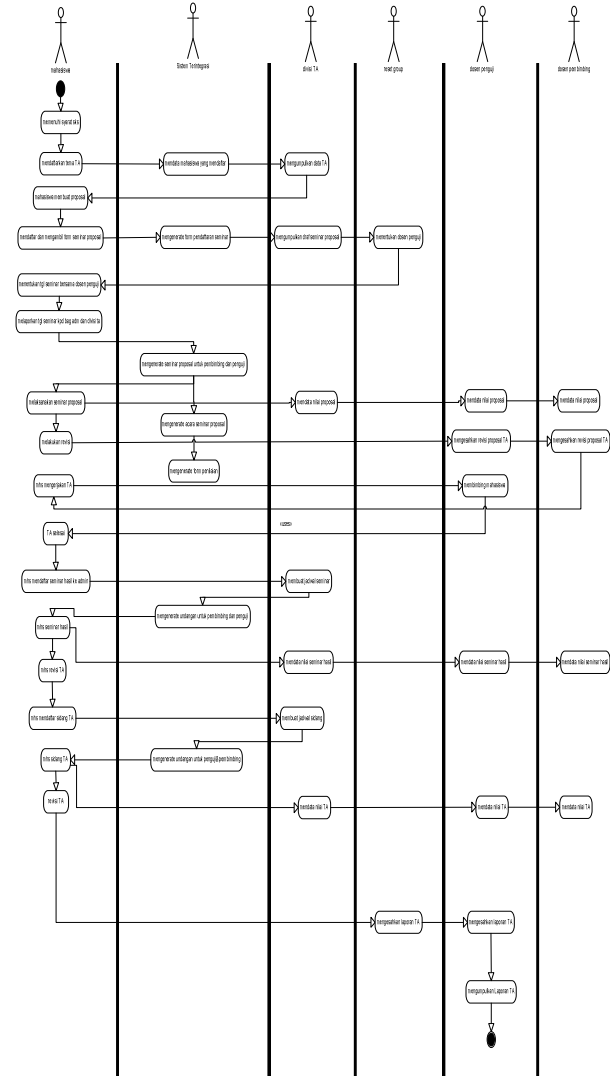 mahasiswa
Sistem Terintegrasi
divisi TA
reset group
dosen penguji
dosen pembimbing
memenuhi syarat sks
mendaftarkan tema TA
mendata mahasiswa yang mendaftar
mengumpulkan data TA
mahasiswa membuat proposal
mendaftar dan mengambil form seminar proposal
mengenerate form pendaftaran seminar
mengumpulkan draf seminar proposal
menentukan dosen penguji
menentukan tgl seminar bersama dosen penguji
melaporkan tgl seminar kpd bag adm dan divisi ta
mengenerate seminar proposal untuk pembimbing dan penguji
melaksanakan seminar proposal
mendata nilai proposal
mendata nilai proposal
mendata nilai proposal
mengenerate acara seminar proposal
melakukan revisi
mengesahkan revisi proposal TA
mengesahkan revisi proposal TA
mengenerate form penilaian
mhs mengerjakan TA
membimbing mahasiswa
TA selesai
mhs mendaftar seminar hasil ke admin
membuat jadwal seminar
mengenerate undangan untuk pembimbing dan penguji
mhs seminar hasil
mendata nilai seminar hasil
mendata nilai seminar hasil
mendata nilai seminar hasil
mhs revisi TA
mhs mendaftar sidang TA
membuat jadwal sidang
mhs sidang TA
mengenerate undangan untuk penguji&pembimbing
revisi TA
mendata nilai TA
mendata nilai TA
mendata nilai TA
mengesahkan laporan TA
mengesahkan laporan TA
mengumpulkan Laporan TA